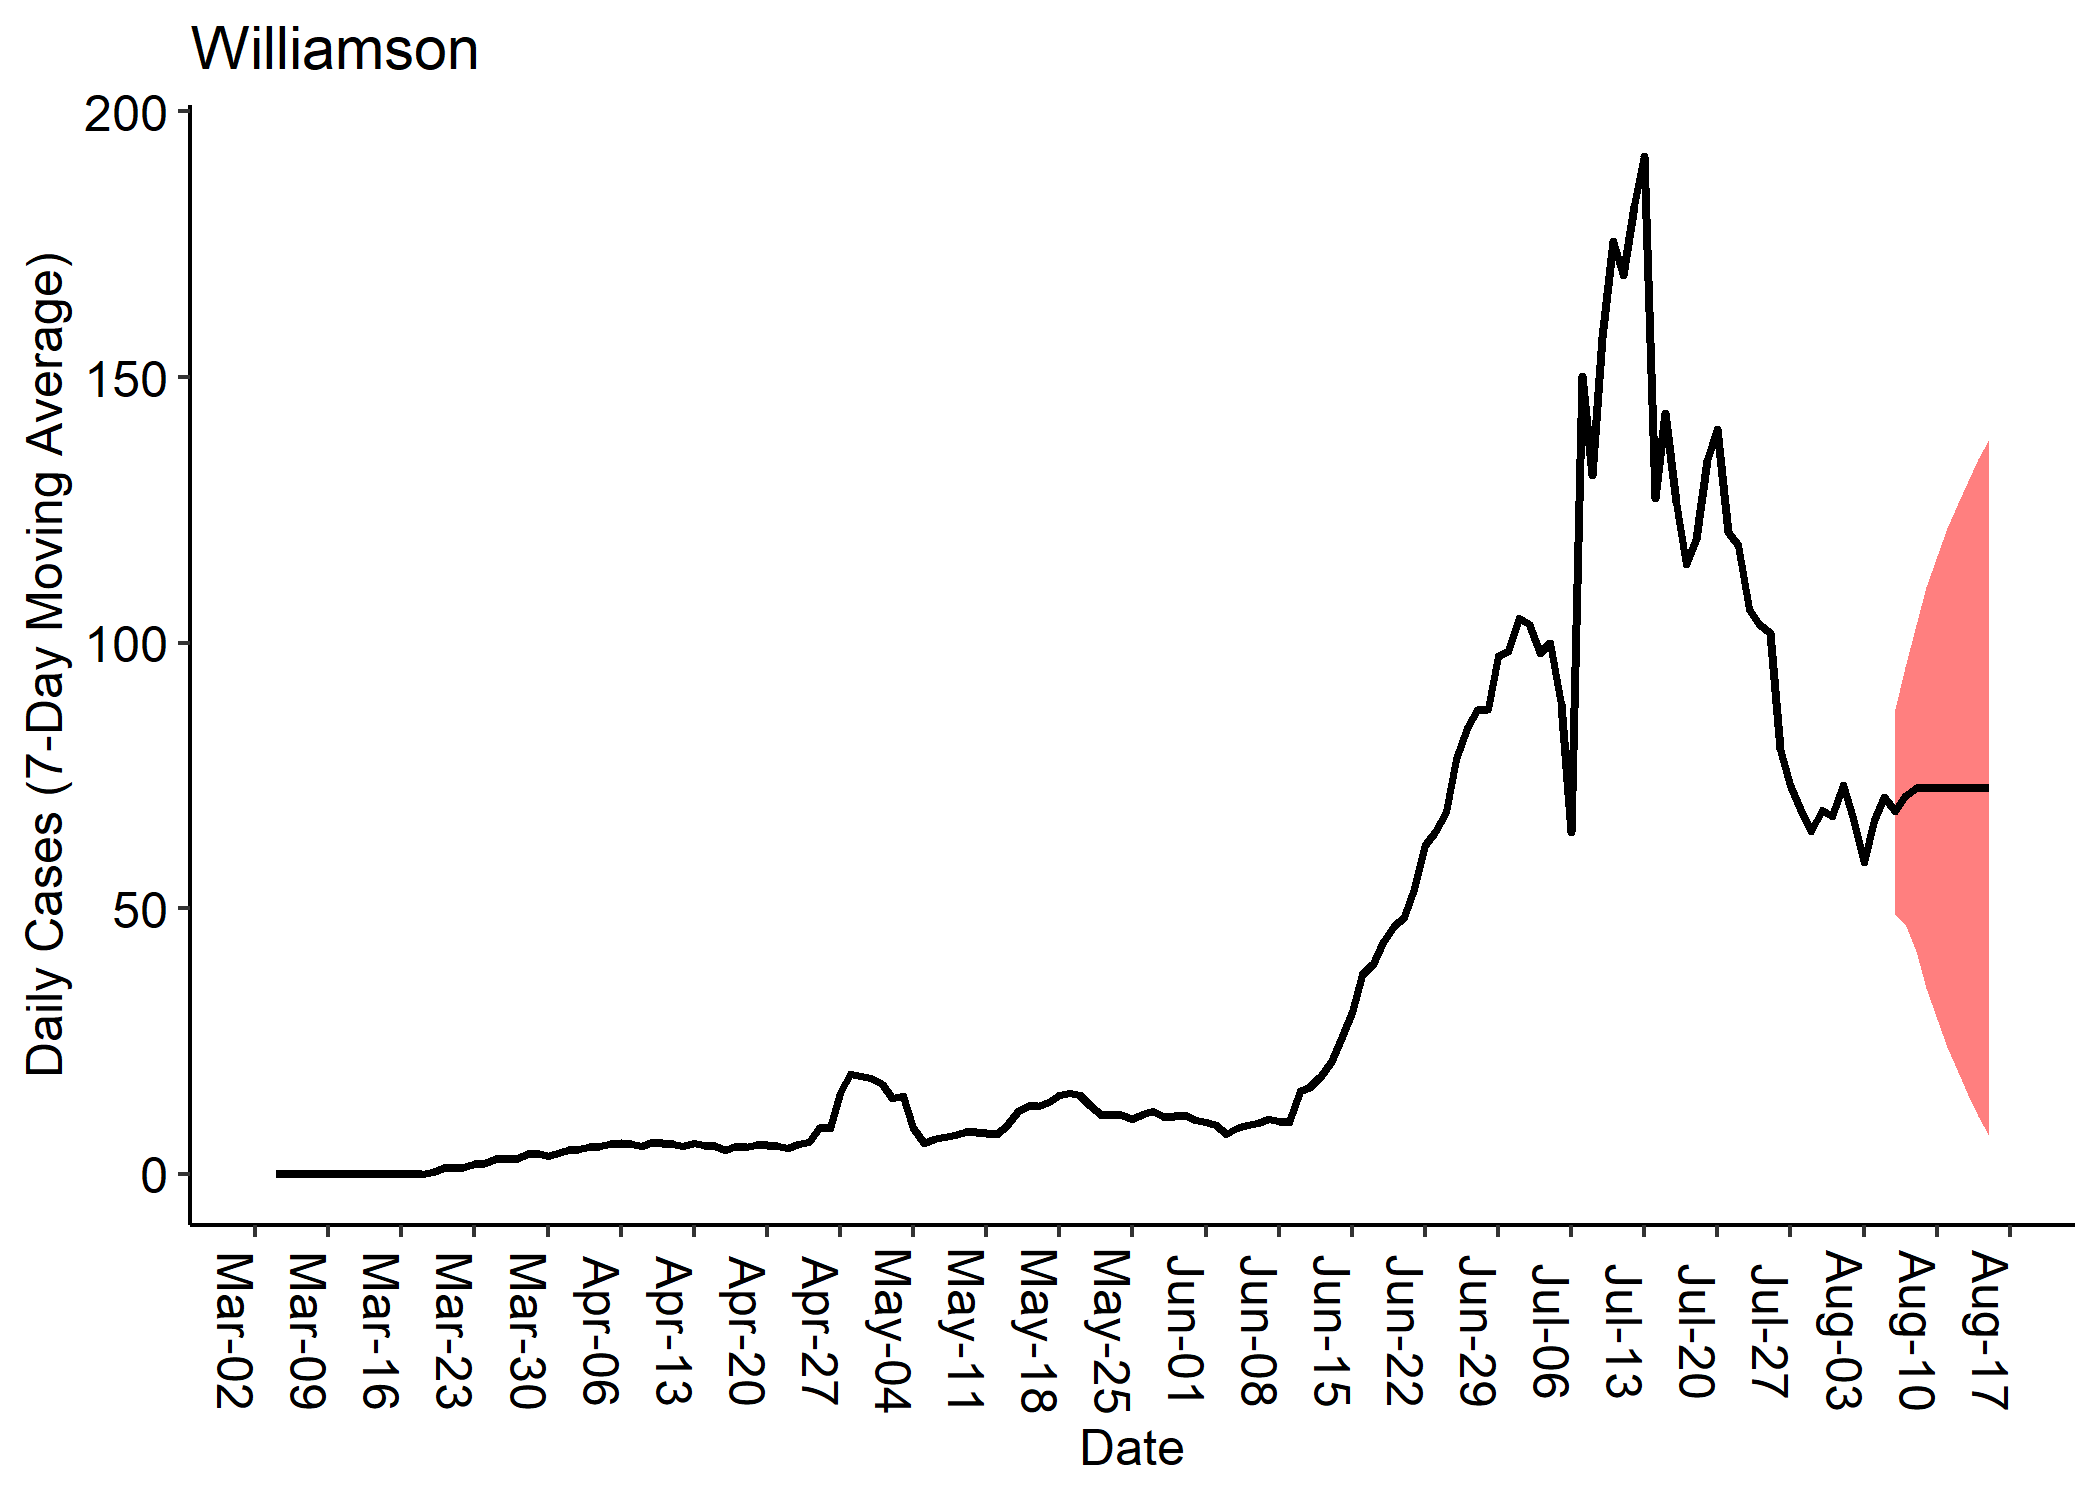 Williamson
200
150
100
50
0
Daily Cases (7-Day Moving Average)
Mar-02
Mar-09
Mar-16
Mar-23
Mar-30
Apr-06
Apr-13
Apr-20
Apr-27
May-04
May-11
May-18
May-25
Jun-01
Jun-08
Jun-15
Jun-22
Jun-29
Jul-06
Jul-13
Jul-20
Jul-27
Aug-03
Aug-10
Aug-17
Date